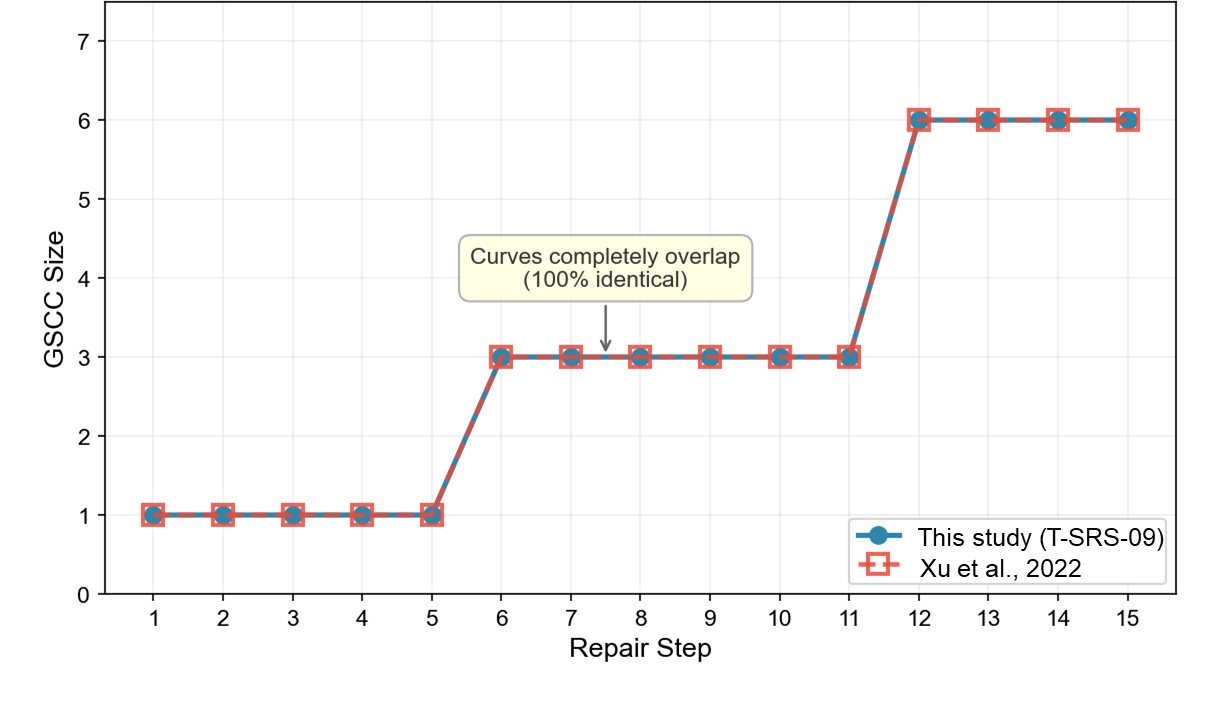 7
6
5
4
3
2
1
0
GSCC Size
Curves completely overlap
(100% identical)
This study (T-SRS-09)
Xu et al., 2022
1 2 3 4 5 6 7 8 9 10 11 12 13 14 15
Repair Step